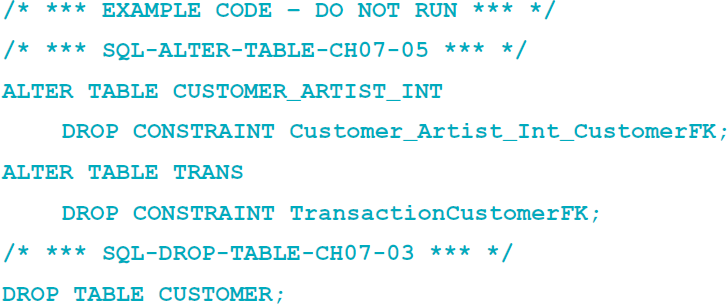 /* *** EXAMPLE CODE – DO NOT RUN *** */
/* *** SQL-ALTER-TABLE-CH07-05 *** */
ALTER TABLE CUSTOMER_ARTIST_INT
DROP CONSTRAINT Customer_Artist_Int_CustomerFK;
ALTER TABLE TRANS
DROP CONSTRAINT TransactionCustomerFK;
/* *** SQL-DROP-TABLE-CH07-03 *** */
DROP TABLE CUSTOMER;